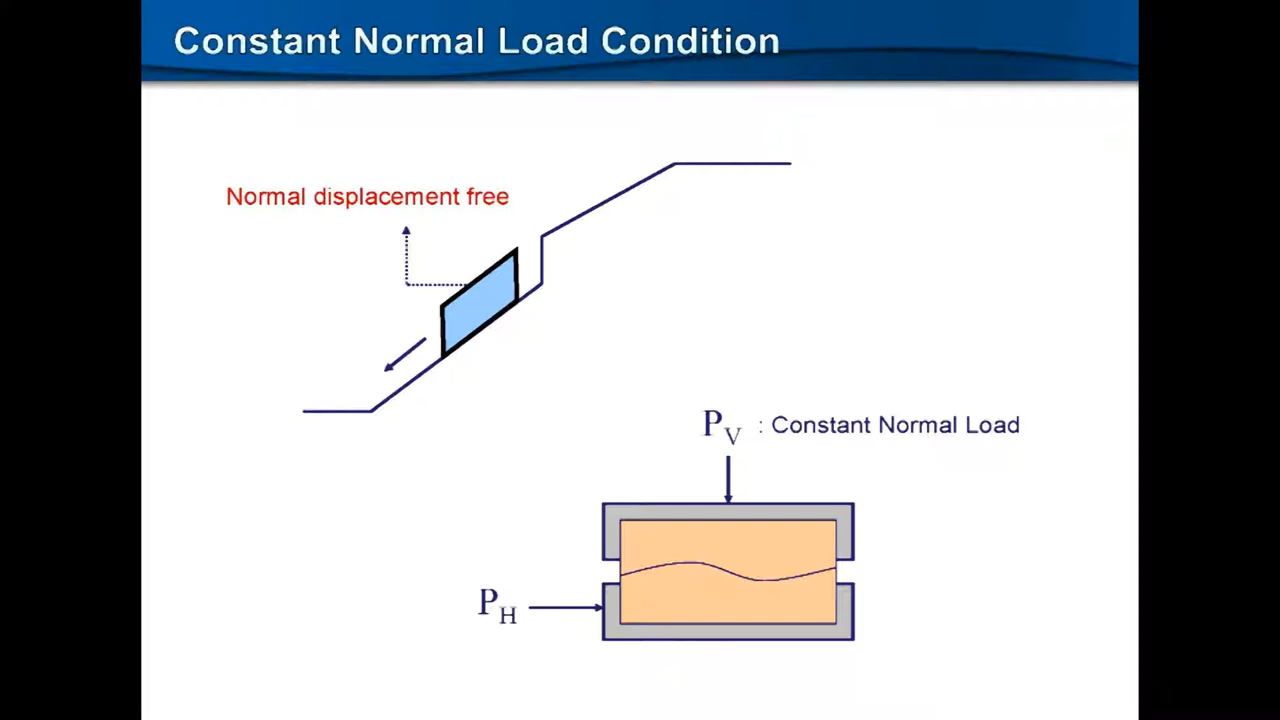 Constant Normal Load Condition
Normal displacement free
PV : Constant Normal Load
PH